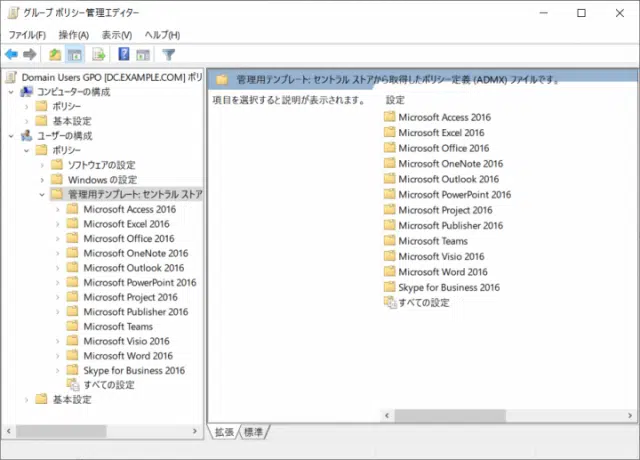 グループ ポリシー管理エディター
ファイル(F) 操作(A) 表示(V) ヘルプ(H)
Domain Users GPO [DC.EXAMPLE.COM] ポリ
コンピューターの構成
ポリシー
基本設定
ユーザーの構成
ポリシー
ソフトウェアの設定
Windows の設定
管理用テンプレート: セントラル ストア
Microsoft Access 2016
Microsoft Excel 2016
Microsoft Office 2016
Microsoft OneNote 2016
Microsoft Outlook 2016
Microsoft PowerPoint 2016
Microsoft Project 2016
Microsoft Publisher 2016
Microsoft Teams
Microsoft Visio 2016
Microsoft Word 2016
Skype for Business 2016
すべての設定
基本設定
管理用テンプレート: セントラル ストアから取得したポリシー定義 (ADMX) ファイルです。
項目を選択すると説明が表示されます。
設定
Microsoft Access 2016
Microsoft Excel 2016
Microsoft Office 2016
Microsoft OneNote 2016
Microsoft Outlook 2016
Microsoft PowerPoint 2016
Microsoft Project 2016
Microsoft Publisher 2016
Microsoft Teams
Microsoft Visio 2016
Microsoft Word 2016
Skype for Business 2016
すべての設定
拡張 標準